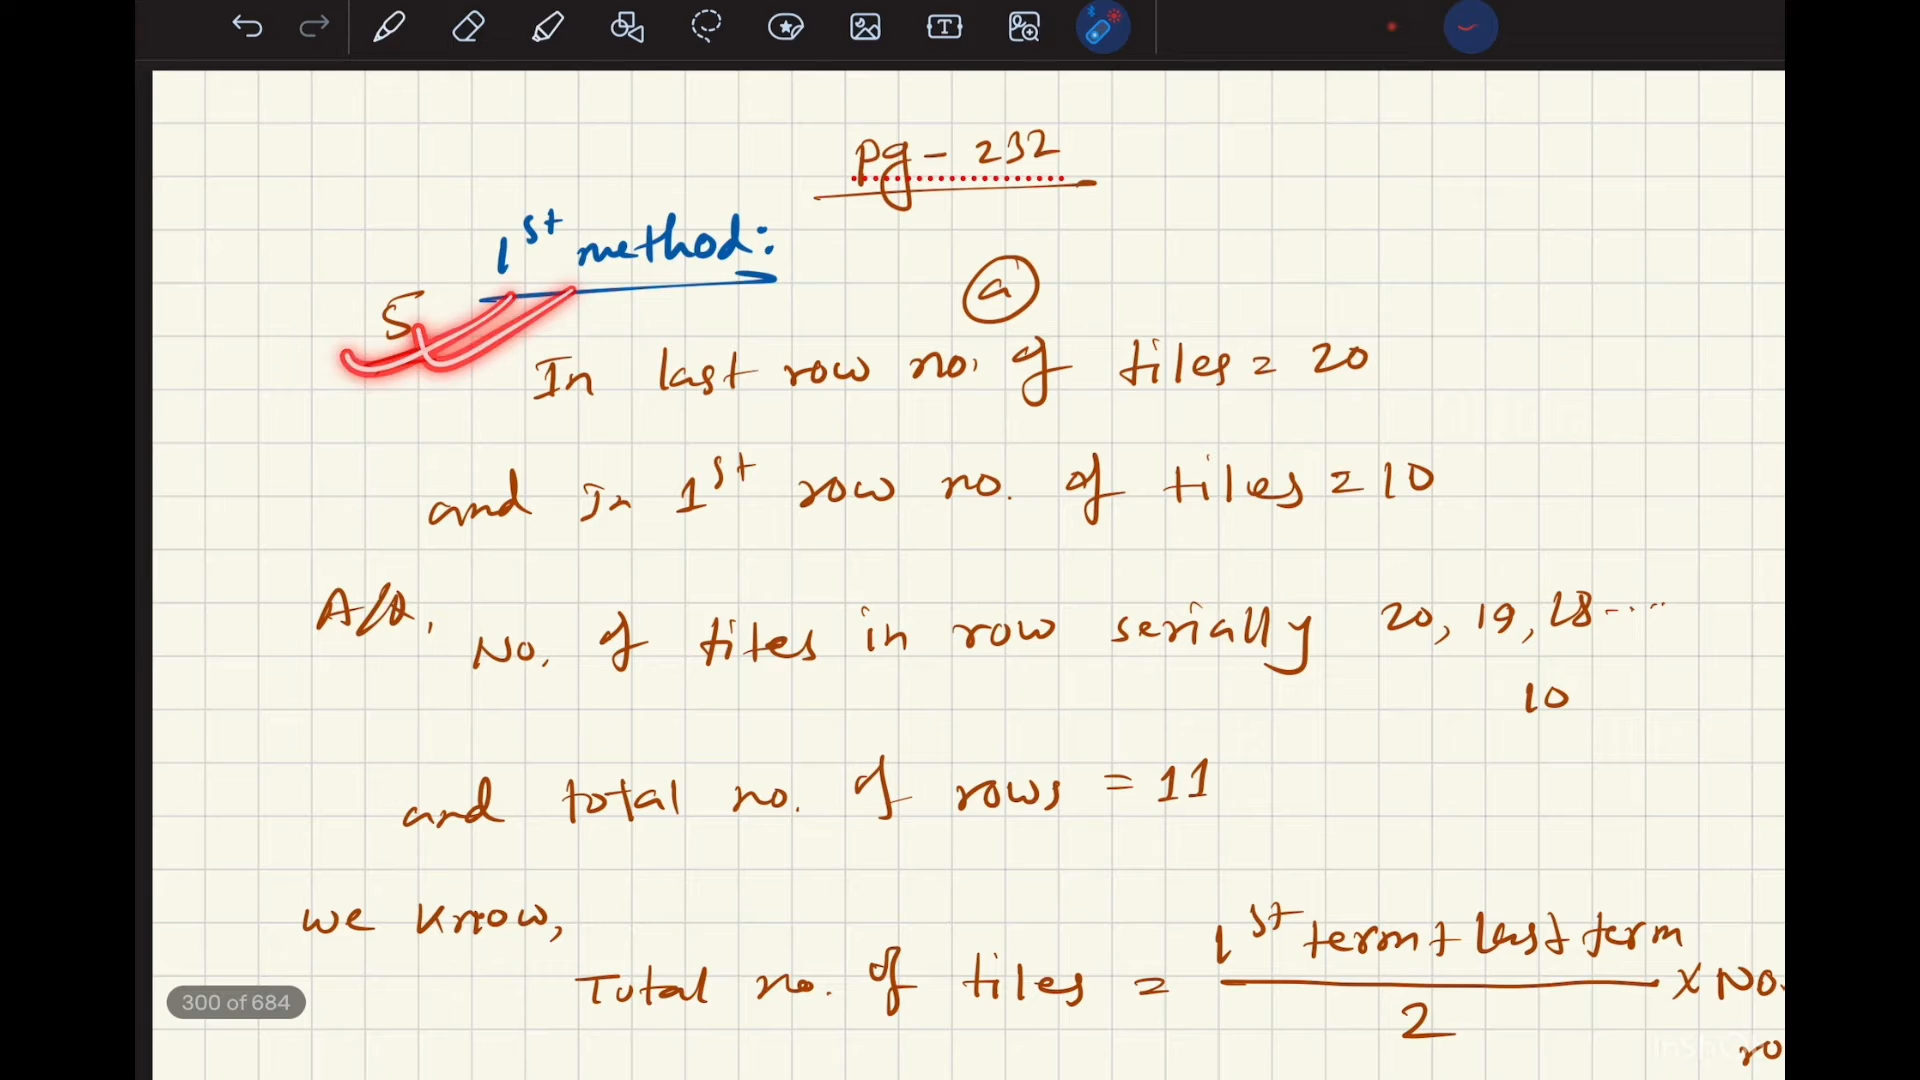 pg - 232
1st method:
5
a
In last row no. of tiles = 20
and in 1st row no. of tiles = 10
A/Q, No. of tiles in row serially 20, 19, 18 ....
10
and total no. of rows = 11
we know,
Total no. of tiles = 1st term + last term / 2 × No.
ro
300 of 684